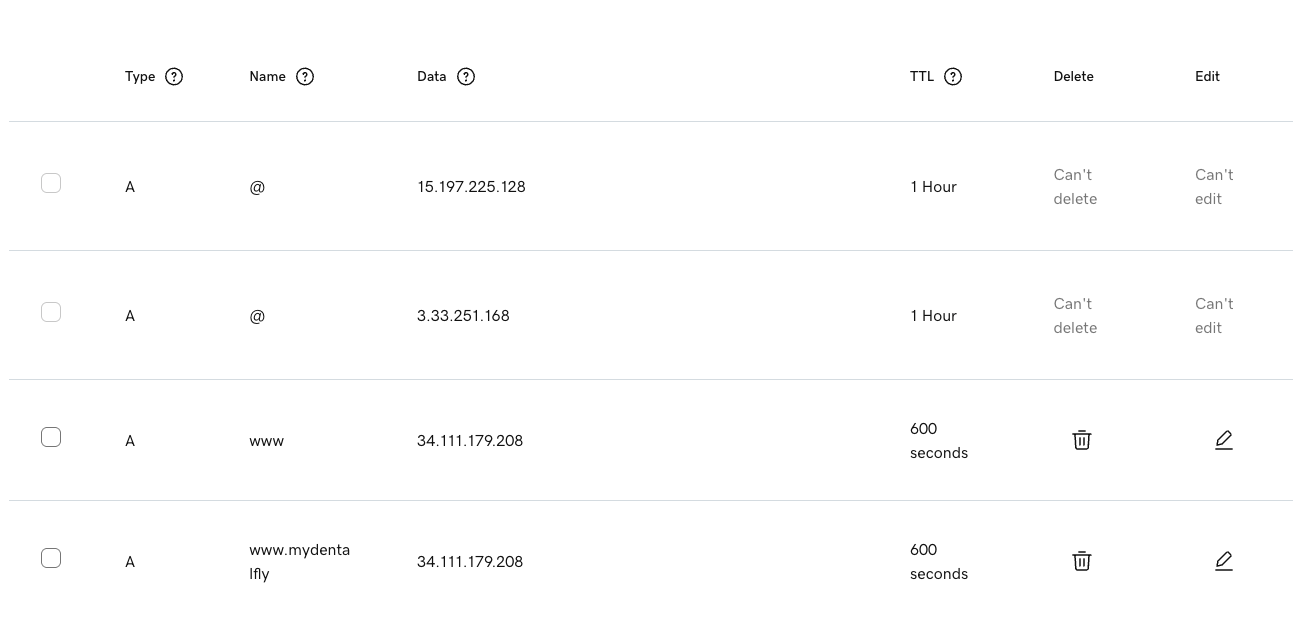 Type Name Data TTL Delete Edit
A @ 15.197.225.128 1 Hour Can't delete Can't edit
A @ 3.33.251.168 1 Hour Can't delete Can't edit
A www 34.111.179.208 600 seconds
A www.mydentalfly 34.111.179.208 600 seconds